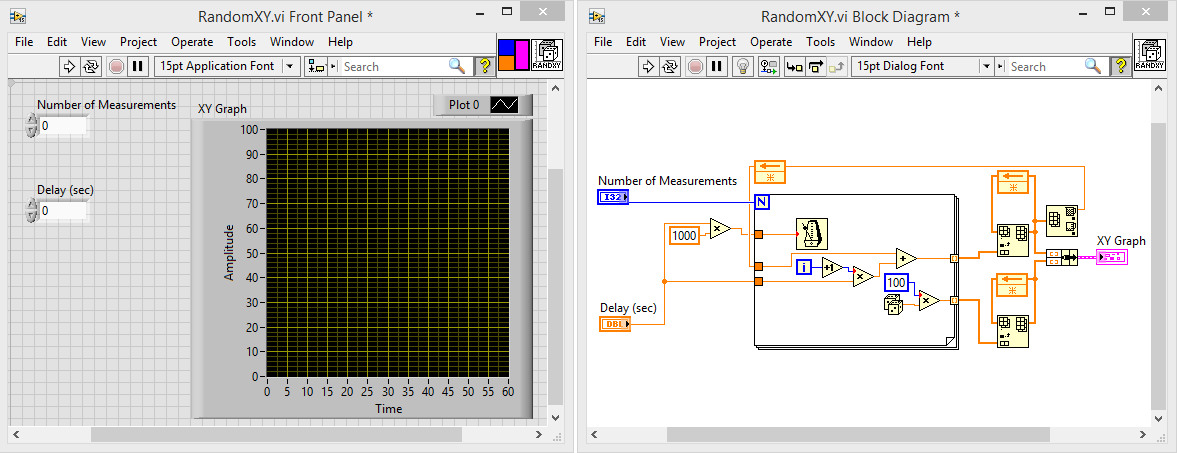 RandomXY.vi Front Panel *
File Edit View Project Operate Tools Window Help
15pt Application Font
Search
?
RANDXY
Number of Measurements
0
Delay (sec)
0
XY Graph
Plot 0
Amplitude
100
90
80
70
60
50
40
30
20
10
0
0 5 10 15 20 25 30 35 40 45 50 55 60
Time
RandomXY.vi Block Diagram *
File Edit View Project Operate Tools Window Help
15pt Dialog Font
Search
?
RANDXY
Number of Measurements
I32
N
1000
x
i
+1
x
+
100
x
Delay (sec)
DBL
XY Graph